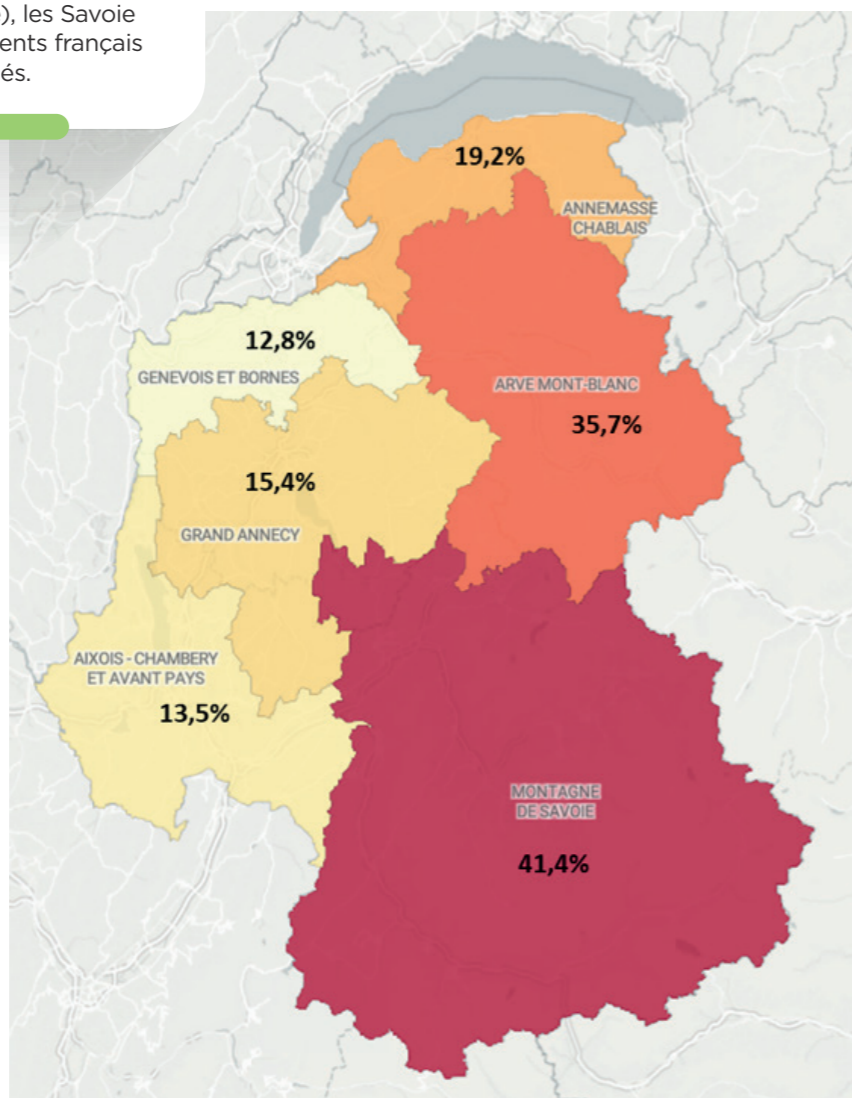 ), les Savoie
ents français
és.
19,2%
ANNEMASSE
CHABLAIS
12,8%
GENEVOIS ET BORNES
ARVE MONT-BLANC
35,7%
15,4%
GRAND ANNECY
AIXOIS - CHAMBERY
ET AVANT PAYS
13,5%
MONTAGNE
DE SAVOIE
41,4%